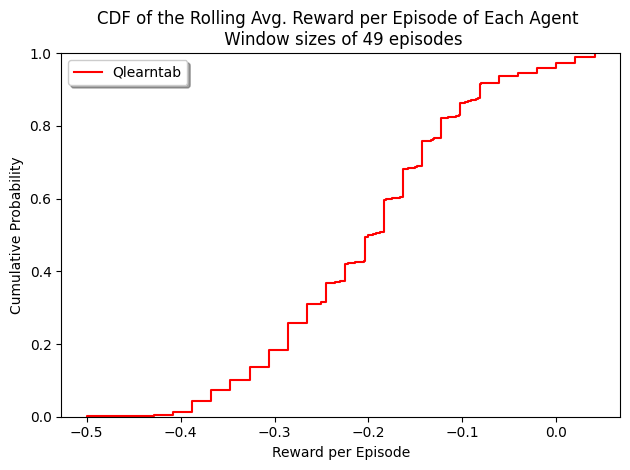 CDF of the Rolling Avg. Reward per Episode of Each Agent
Window sizes of 49 episodes
Qlearntab
Cumulative Probability
1.0
0.8
0.6
0.4
0.2
0.0
−0.5 −0.4 −0.3 −0.2 −0.1 0.0
Reward per Episode